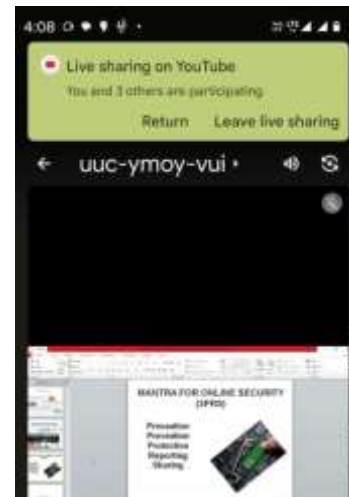 4:08
Live sharing on YouTube
You and 3 others are participating
Return Leave live sharing
uuc-ymoy-vui
MANTRA FOR ONLINE SECURITY
Precaution
Prevention
Protection
Reporting
Sharing